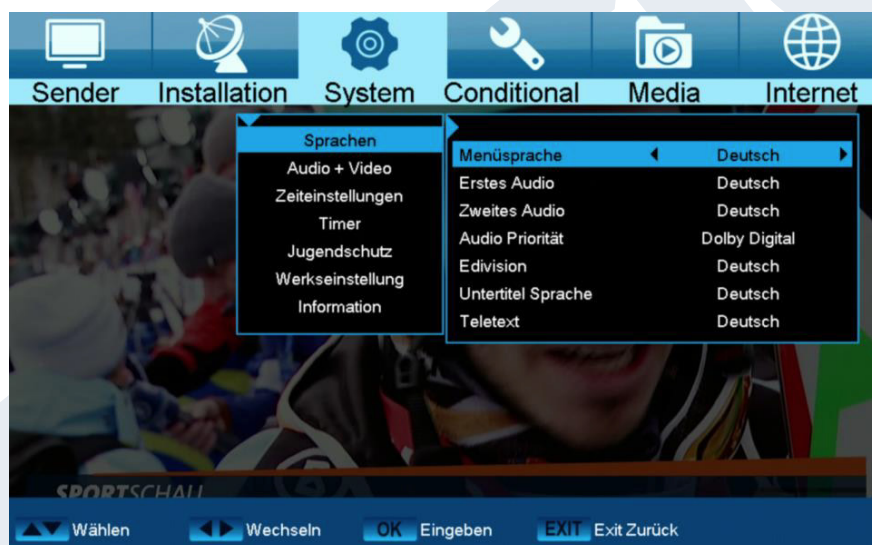 Sender Installation System Conditional Media Internet
Sprachen
Audio + Video
Zeiteinstellungen
Timer
Jugendschutz
Werkseinstellung
Information
Menüsprache Deutsch
Erstes Audio Deutsch
Zweites Audio Deutsch
Audio Priorität Dolby Digital
Edivision Deutsch
Untertitel Sprache Deutsch
Teletext Deutsch
SPORTSCHAU
Wählen Wechseln OK Eingeben EXIT Exit Zurück